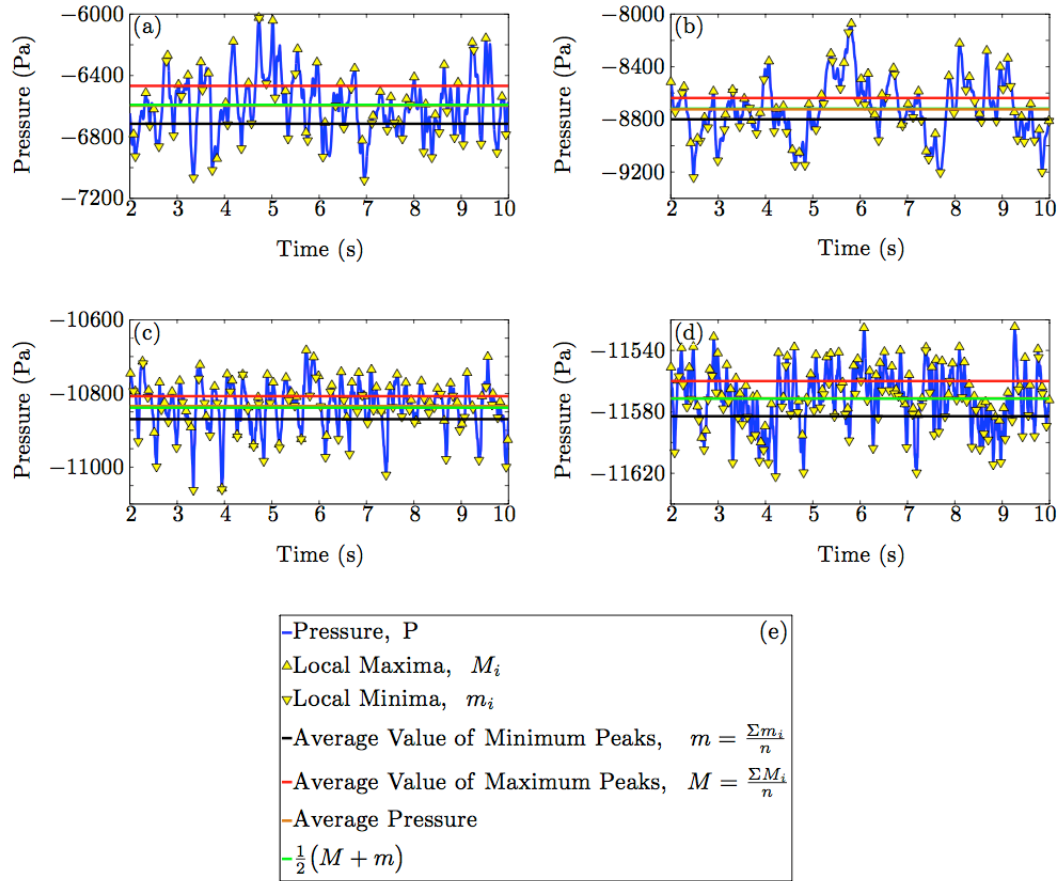 (a)
Pressure (Pa)
−6000
−6400
−6800
−7200
2 3 4 5 6 7 8 9 10
Time (s)
(b)
Pressure (Pa)
−8000
−8400
−8800
−9200
2 3 4 5 6 7 8 9 10
Time (s)
(c)
Pressure (Pa)
−10600
−10800
−11000
2 3 4 5 6 7 8 9 10
Time (s)
(d)
Pressure (Pa)
−11540
−11580
−11620
2 3 4 5 6 7 8 9 10
Time (s)
(e)
Pressure, P
Local Maxima, M_i
Local Minima, m_i
Average Value of Minimum Peaks, m = Σm_i/n
Average Value of Maximum Peaks, M = ΣM_i/n
Average Pressure
1/2(M + m)